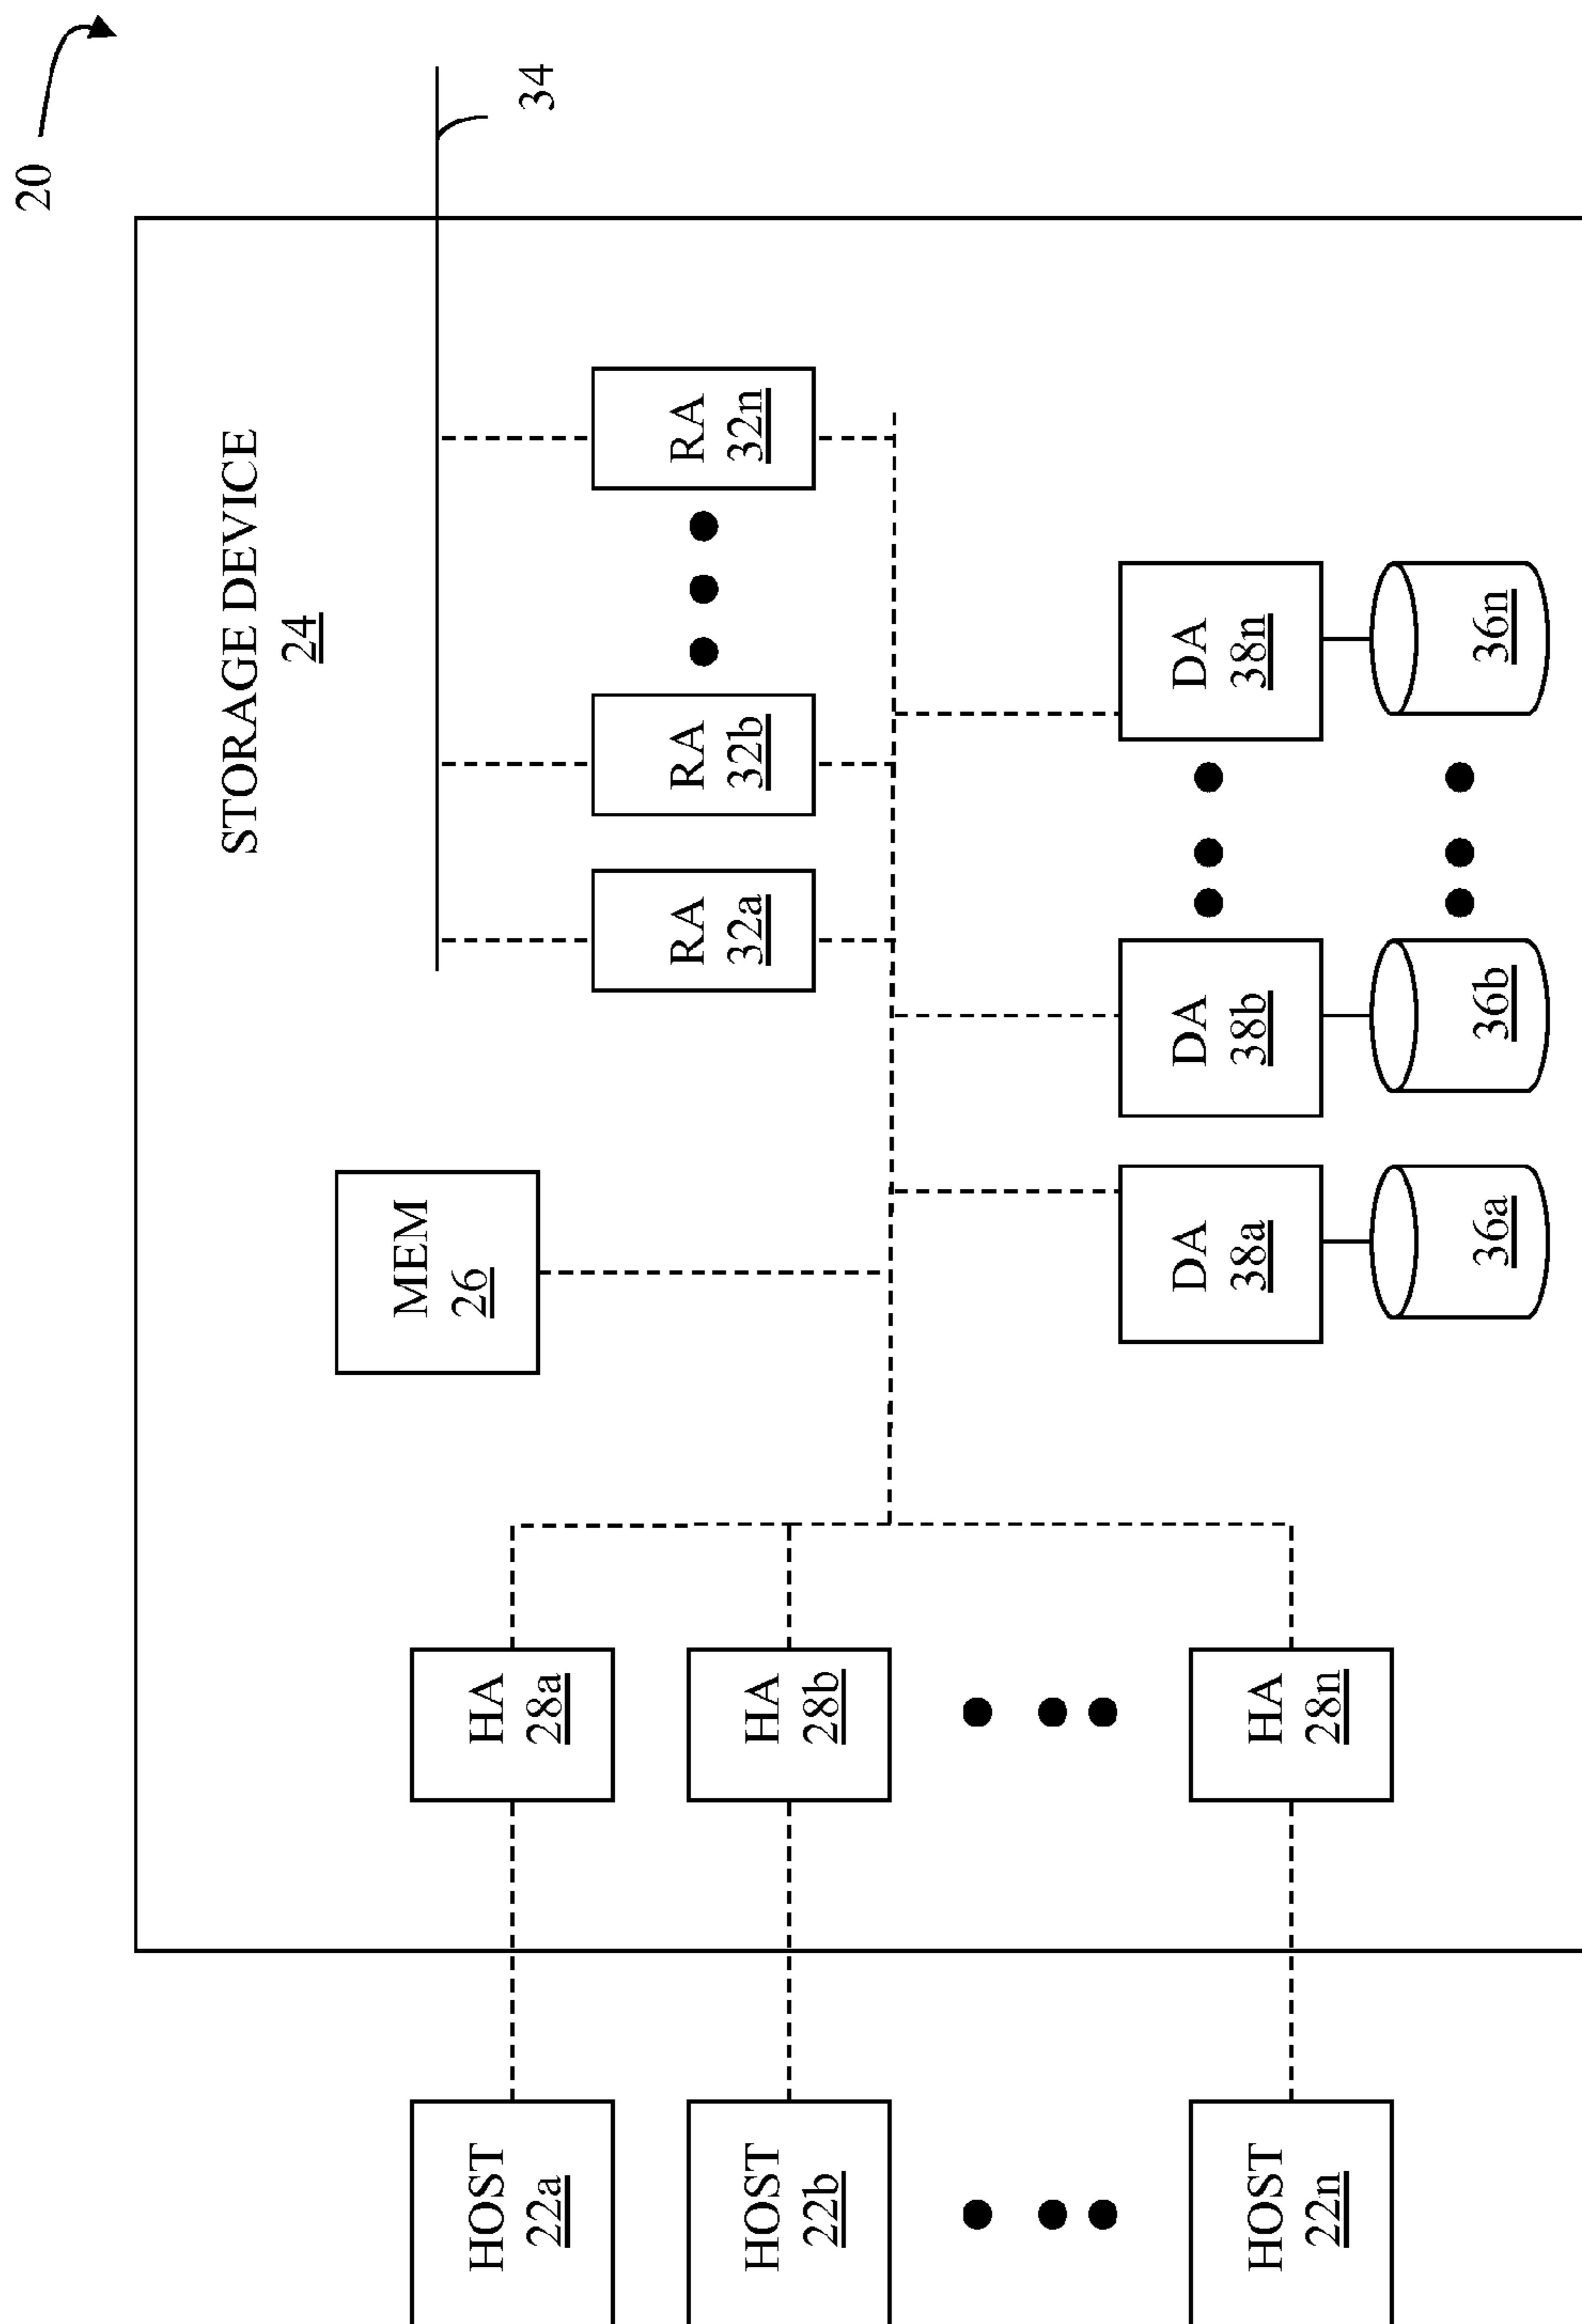 20
STORAGE DEVICE
24
34
HOST
22a
HA
28a
MEM
26
RA
32a
RA
32b
RA
32n
HOST
22b
HA
28b
HOST
22n
HA
28n
DA
38a
DA
38b
DA
38n
36a
36b
36n